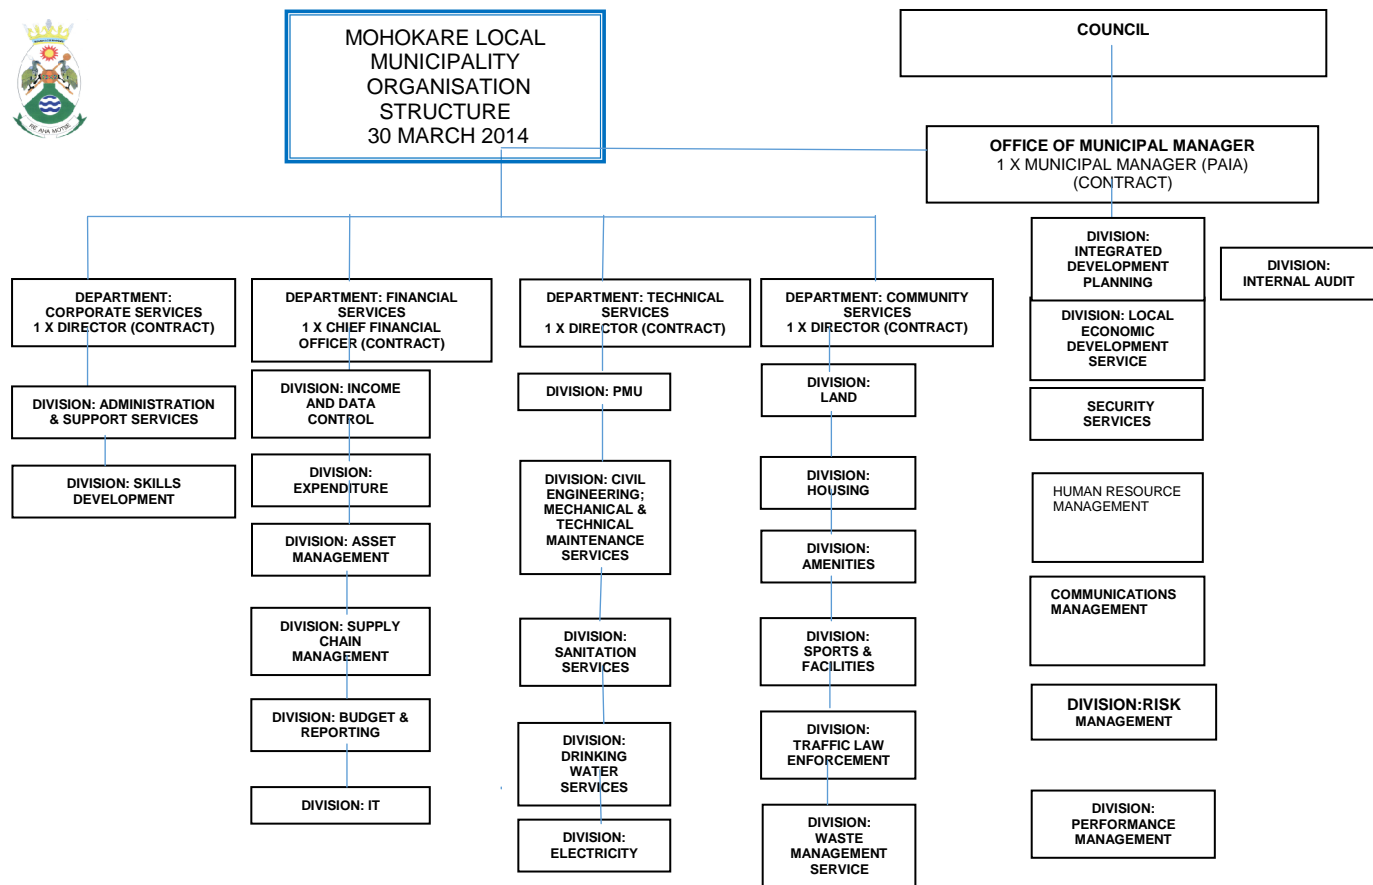 RE AHA MOTSE
MOHOKARE LOCAL
MUNICIPALITY
ORGANISATION
STRUCTURE
30 MARCH 2014
COUNCIL
OFFICE OF MUNICIPAL MANAGER
1 X MUNICIPAL MANAGER (PAIA)
(CONTRACT)
DEPARTMENT:
CORPORATE SERVICES
1 X DIRECTOR (CONTRACT)
DIVISION: ADMINISTRATION
& SUPPORT SERVICES
DIVISION: SKILLS
DEVELOPMENT
DEPARTMENT: FINANCIAL
SERVICES
1 X CHIEF FINANCIAL
OFFICER (CONTRACT)
DIVISION: INCOME
AND DATA
CONTROL
DIVISION:
EXPENDITURE
DIVISION: ASSET
MANAGEMENT
DIVISION: SUPPLY
CHAIN
MANAGEMENT
DIVISION: BUDGET &
REPORTING
DIVISION: IT
DEPARTMENT: TECHNICAL
SERVICES
1 X DIRECTOR (CONTRACT)
DIVISION: PMU
DIVISION: CIVIL
ENGINEERING;
MECHANICAL &
TECHNICAL
MAINTENANCE
SERVICES
DIVISION:
SANITATION
SERVICES
DIVISION:
DRINKING
WATER
SERVICES
DIVISION:
ELECTRICITY
DEPARTMENT: COMMUNITY
SERVICES
1 X DIRECTOR (CONTRACT)
DIVISION:
LAND
DIVISION:
HOUSING
DIVISION:
AMENITIES
DIVISION:
SPORTS &
FACILITIES
DIVISION:
TRAFFIC LAW
ENFORCEMENT
DIVISION:
WASTE
MANAGEMENT
SERVICE
DIVISION:
INTEGRATED
DEVELOPMENT
PLANNING
DIVISION: LOCAL
ECONOMIC
DEVELOPMENT
SERVICE
SECURITY
SERVICES
HUMAN RESOURCE
MANAGEMENT
COMMUNICATIONS
MANAGEMENT
DIVISION:RISK
MANAGEMENT
DIVISION:
PERFORMANCE
MANAGEMENT
DIVISION:
INTERNAL AUDIT